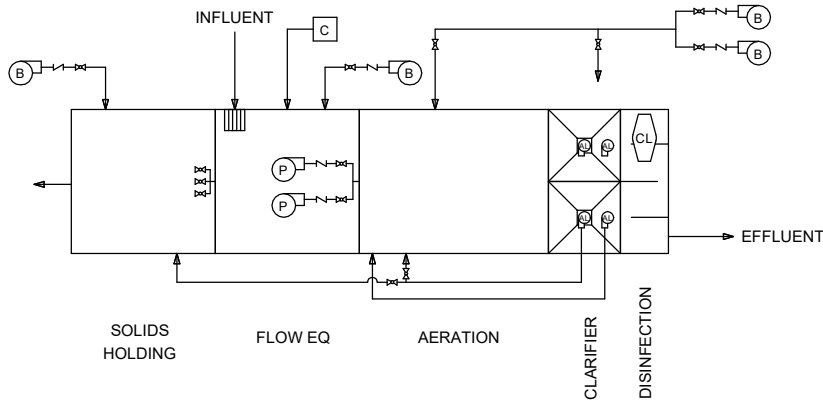 INFLUENT
C
B
B
B
B
CL
AL
AL
P
P
AL
AL
EFFLUENT
SOLIDS
HOLDING
FLOW EQ
AERATION
CLARIFIER
DISINFECTION